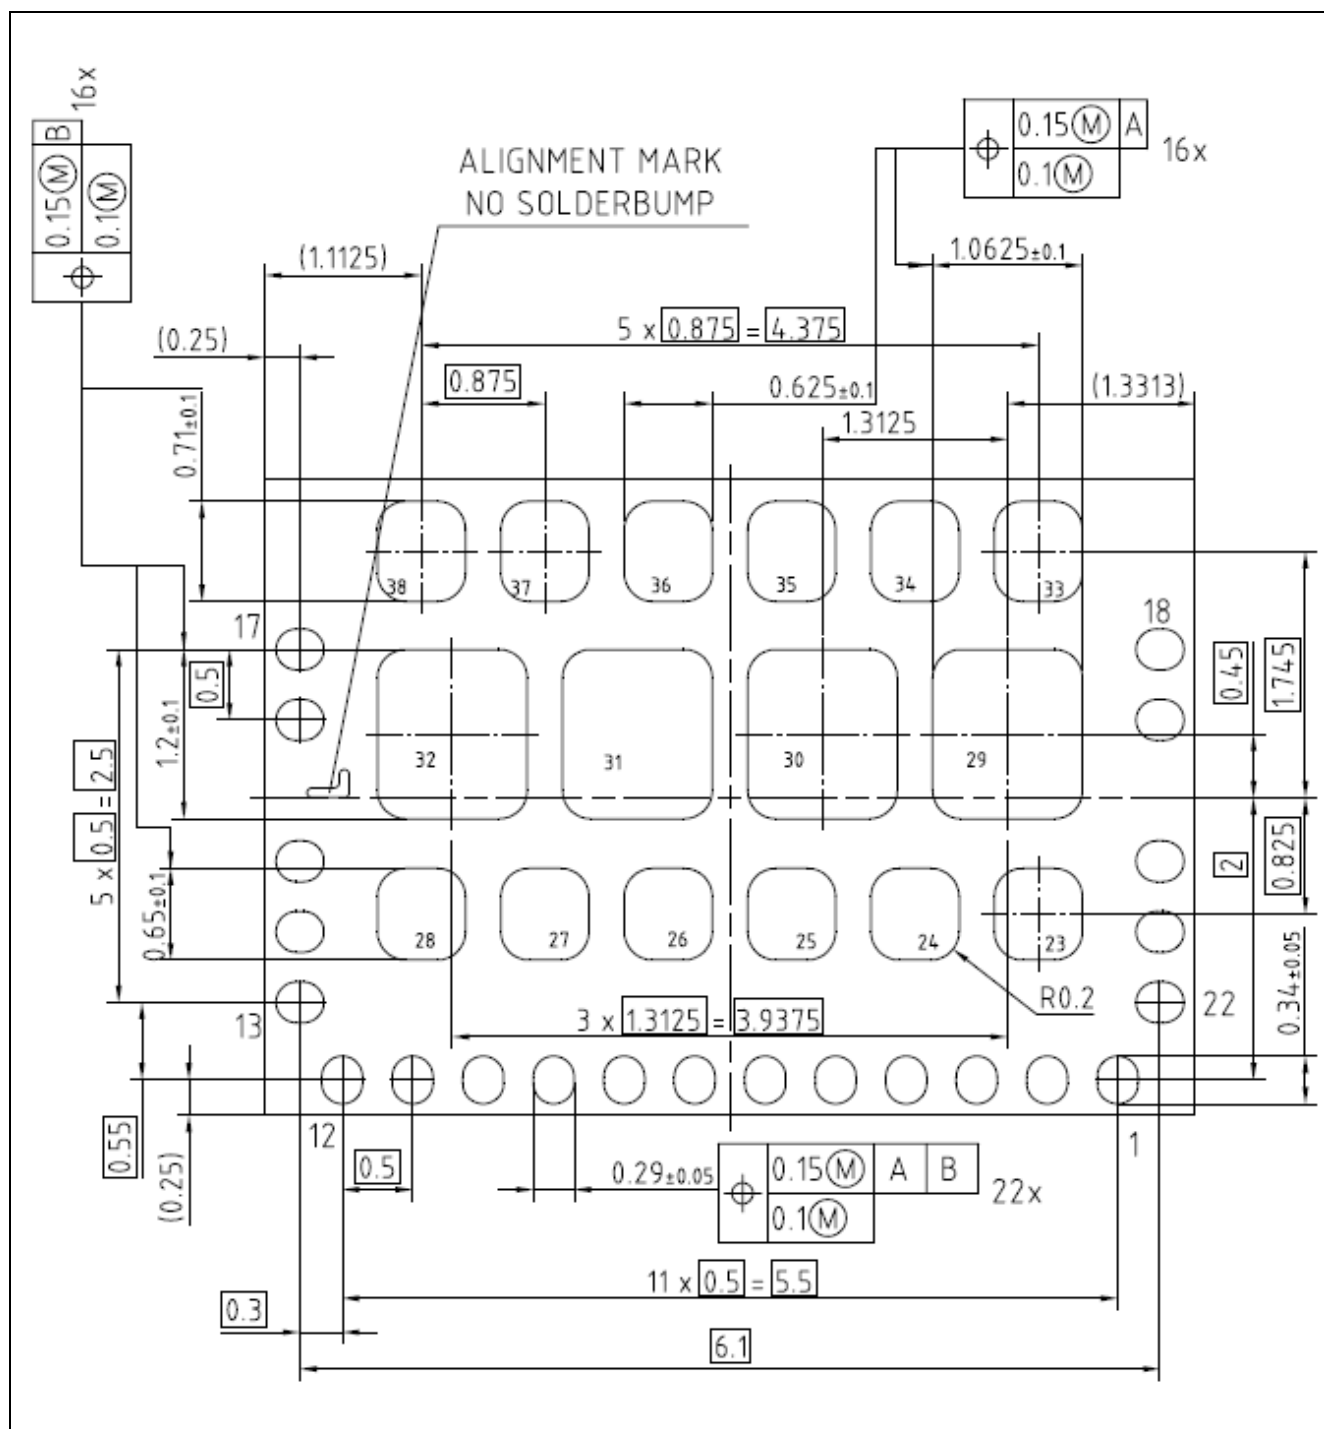 16x
B
0.15Ⓜ
0.1Ⓜ
ALIGNMENT MARK
NO SOLDERBUMP
0.15Ⓜ A
0.1Ⓜ
16x
(1.1125)
1.0625±0.1
(0.25)
5 x 0.875 = 4.375
0.875
0.625±0.1
(1.3313)
1.3125
0.71±0.1
38 37 36 35 34 33
17
18
0.5
0.45
1.745
1.2±0.1
32 31 30 29
5 x 0.5 = 2.5
2
0.825
0.65±0.1
28 27 26 25 24 23
R0.2
0.34±0.05
13
22
3 x 1.3125 = 3.9375
12
1
0.55
(0.25)
0.5
0.29±0.05
0.15Ⓜ A B
0.1Ⓜ
22x
11 x 0.5 = 5.5
0.3
6.1